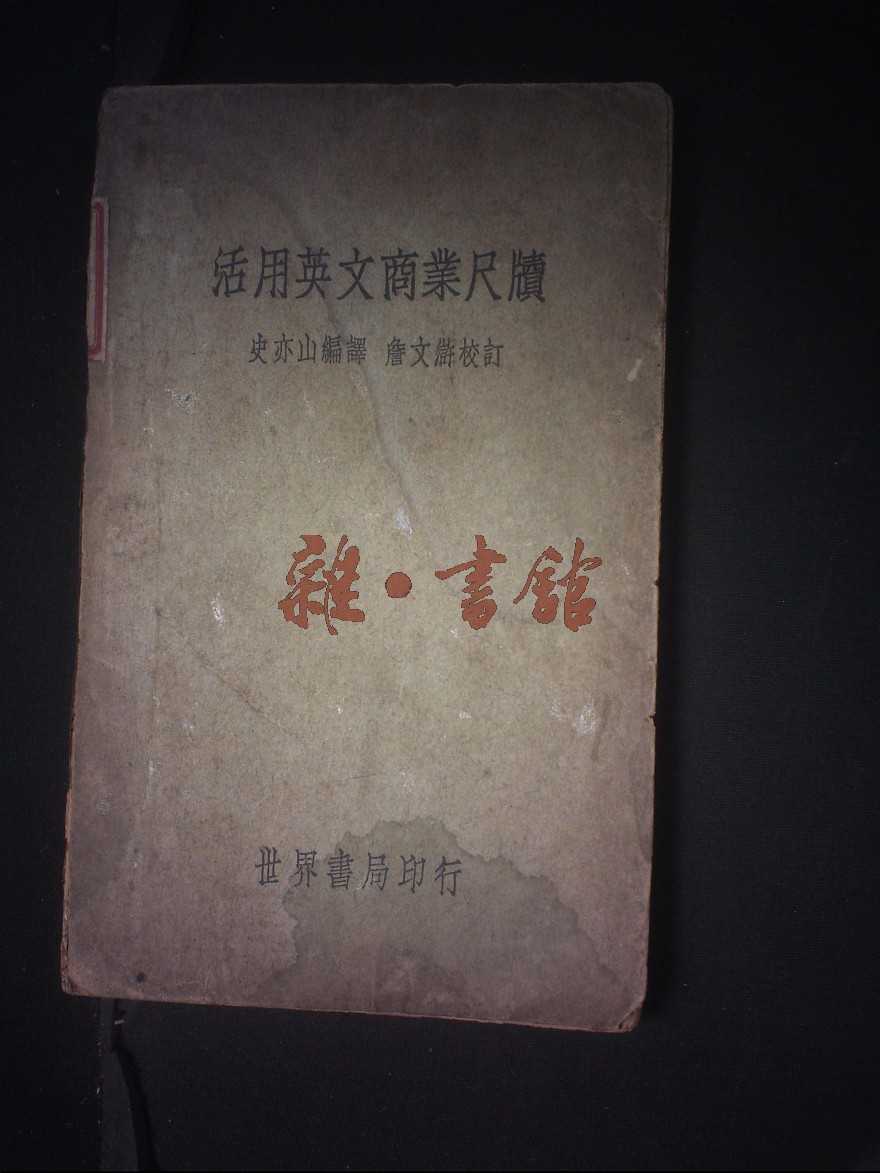 活用英文商業尺牘
史亦山編譯 詹文滸校訂
雜•書館
世界書局印行